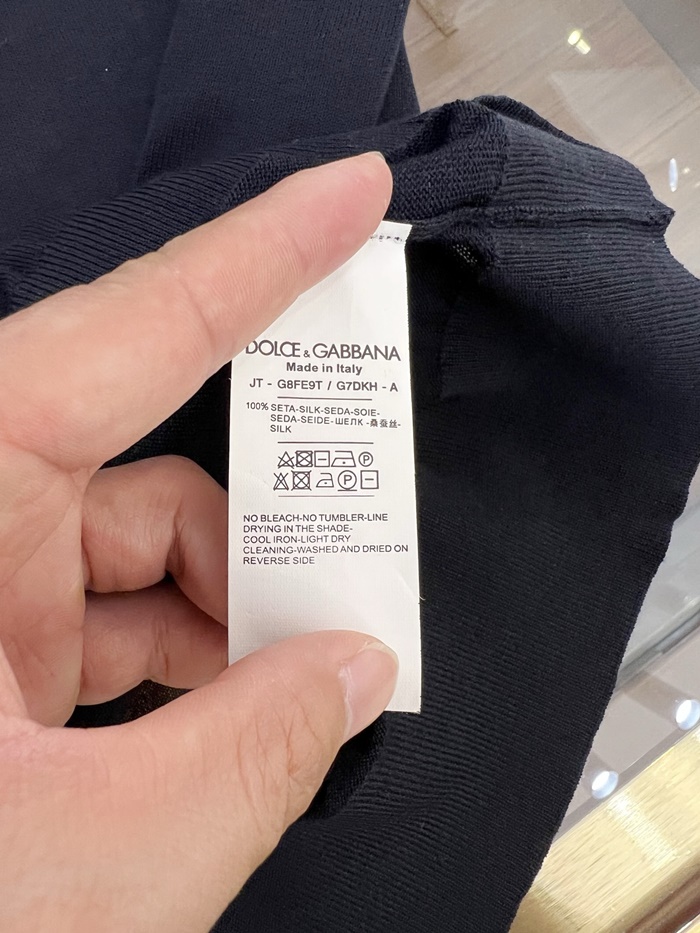 DOLCE & GABBANA
Made in Italy
JT - G8FE9T / G7DKH - A
100% SETA-SILK-SEDA-SOIE-
SEDA-SEIDE-ШЕЛК -桑蚕丝-
SILK
P
P
NO BLEACH-NO TUMBLER-LINE
DRYING IN THE SHADE-
COOL IRON-LIGHT DRY
CLEANING-WASHED AND DRIED ON
REVERSE SIDE